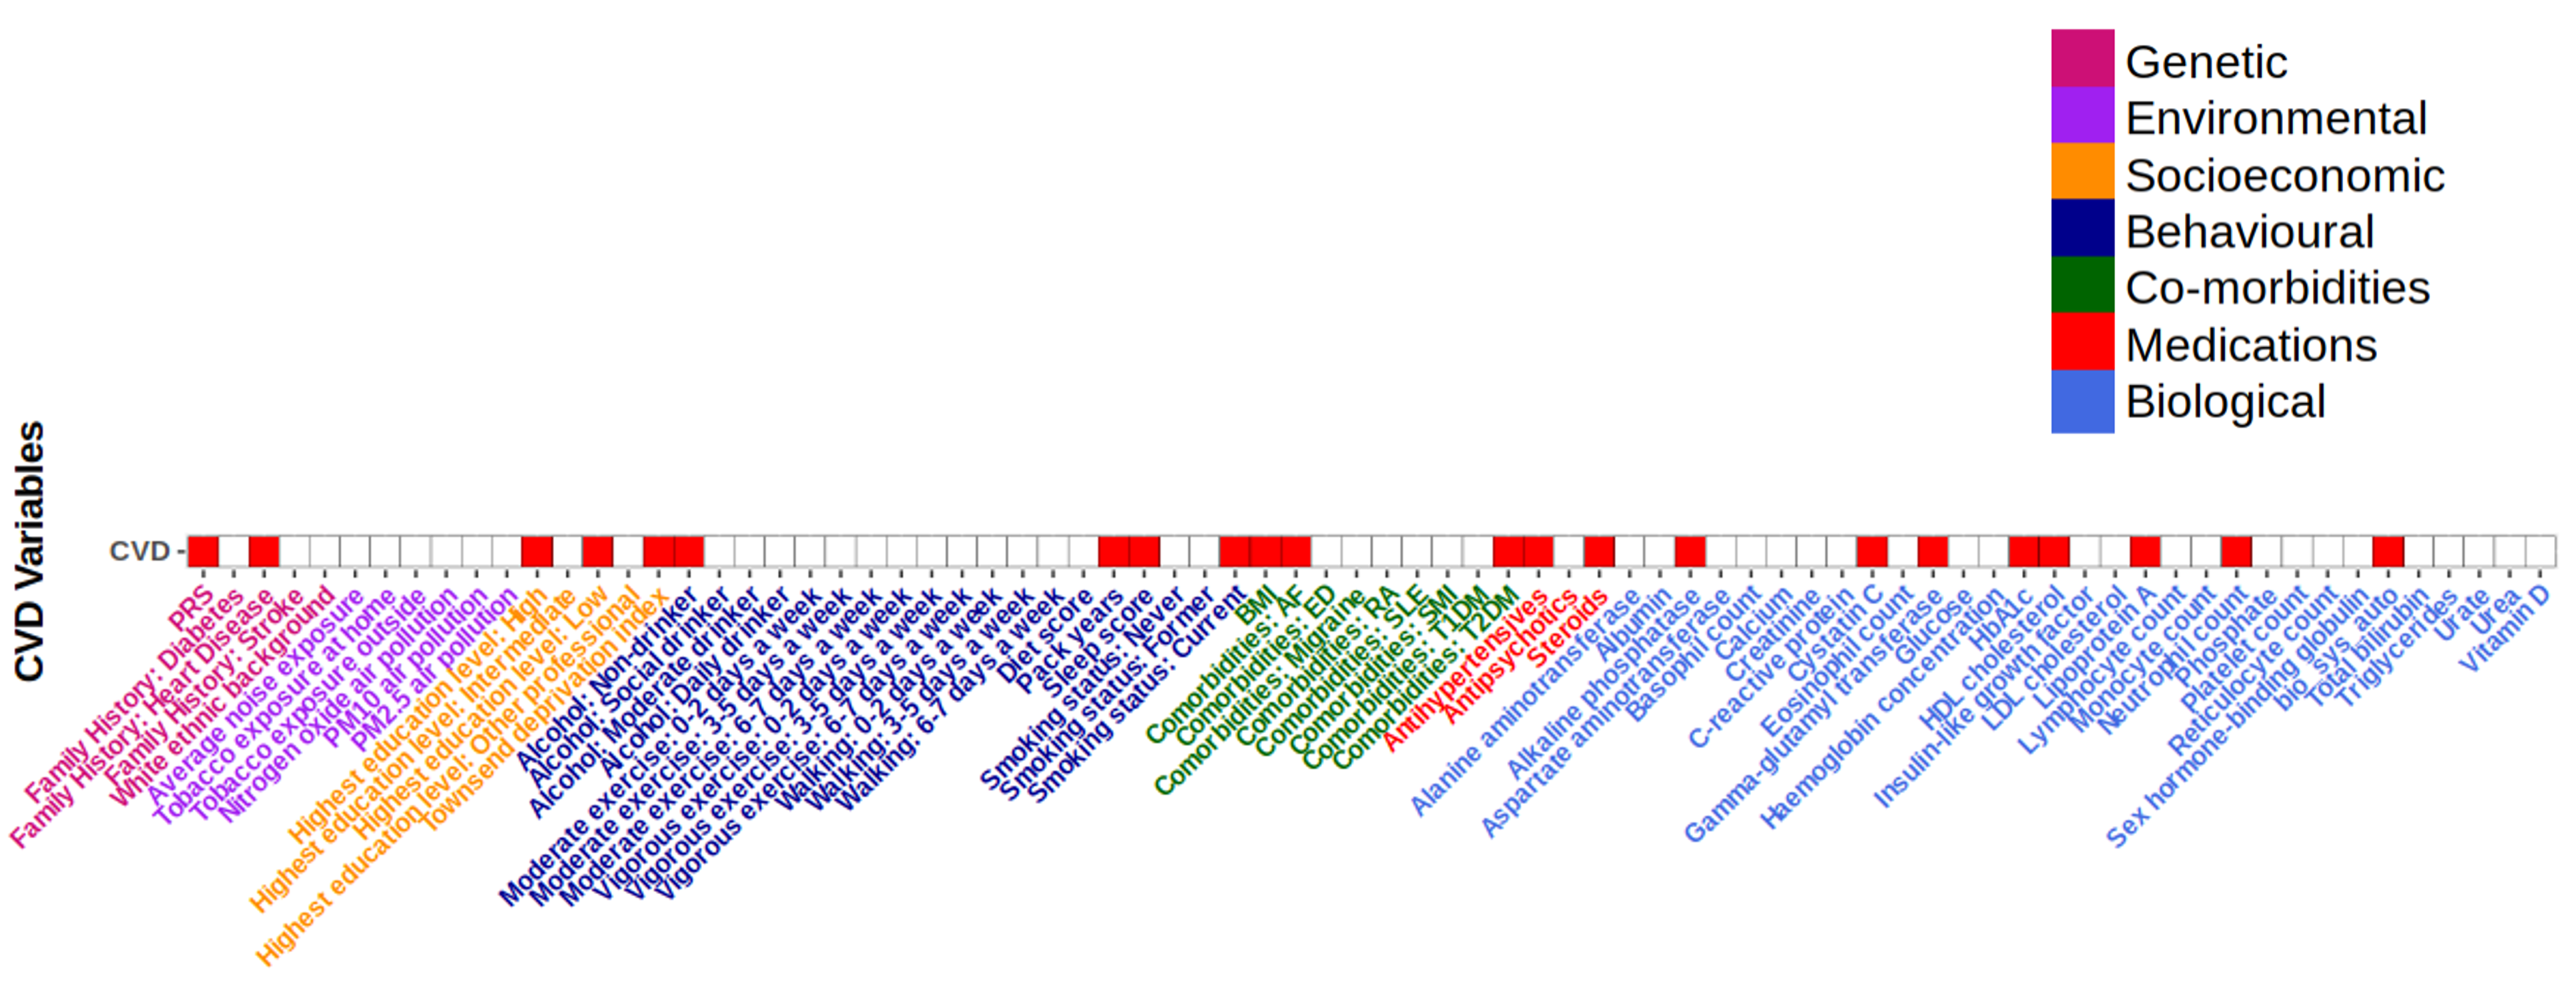 Genetic
Environmental
Socioeconomic
Behavioural
Co-morbidities
Medications
Biological
CVD Variables
CVD
PRS
Family History: Diabetes
Family History: Heart Disease
Family History: Stroke
White ethnic background
Average noise exposure
Tobacco exposure at home
Tobacco exposure outside
Nitrogen oxide air pollution
PM10 air pollution
PM2.5 air pollution
Highest education level: High
Highest education level: Intermediate
Highest education level: Low
Highest education level: Other professional
Townsend deprivation index
Alcohol: Non-drinker
Alcohol: Social drinker
Alcohol: Moderate drinker
Alcohol: Daily drinker
Moderate exercise: 0-2 days a week
Moderate exercise: 3-5 days a week
Moderate exercise: 6-7 days a week
Vigorous exercise: 0-2 days a week
Vigorous exercise: 3-5 days a week
Vigorous exercise: 6-7 days a week
Walking: 0-2 days a week
Walking: 3-5 days a week
Walking: 6-7 days a week
Diet score
Pack years
Sleep score
Smoking status: Never
Smoking status: Former
Smoking status: Current
BMI
Comorbidities: AF
Comorbidities: ED
Comorbidities: Migraine
Comorbidities: RA
Comorbidities: SLE
Comorbidities: SMI
Comorbidities: T1DM
Comorbidities: T2DM
Antihypertensives
Antipsychotics
Steroids
Alanine aminotransferase
Albumin
Alkaline phosphatase
Aspartate aminotransferase
Basophil count
Calcium
Creatinine
C-reactive protein
Cystatin C
Eosinophil count
Gamma-glutamyl transferase
Glucose
Haemoglobin concentration
HbA1c
HDL cholesterol
Insulin-like growth factor
LDL cholesterol
Lipoprotein A
Lymphocyte count
Monocyte count
Neutrophil count
Phosphate
Platelet count
Reticulocyte count
Sex hormone-binding globulin
bio_sys_auto
Total bilirubin
Triglycerides
Urate
Urea
Vitamin D